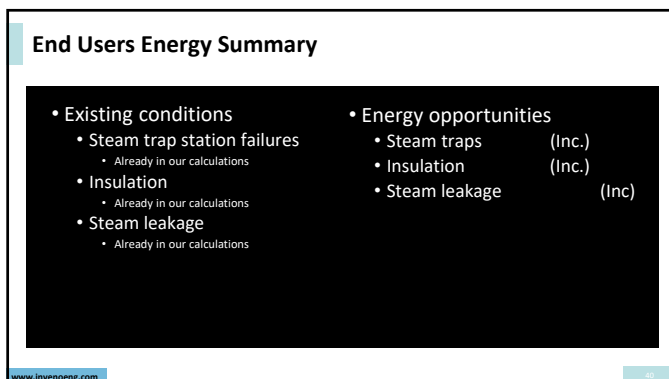 End Users Energy Summary
• Existing conditions
• Steam trap station failures
• Already in our calculations
• Insulation
• Already in our calculations
• Steam leakage
• Already in our calculations
• Energy opportunities
• Steam traps (Inc.)
• Insulation (Inc.)
• Steam leakage (Inc)
www.invenoeng.com
40